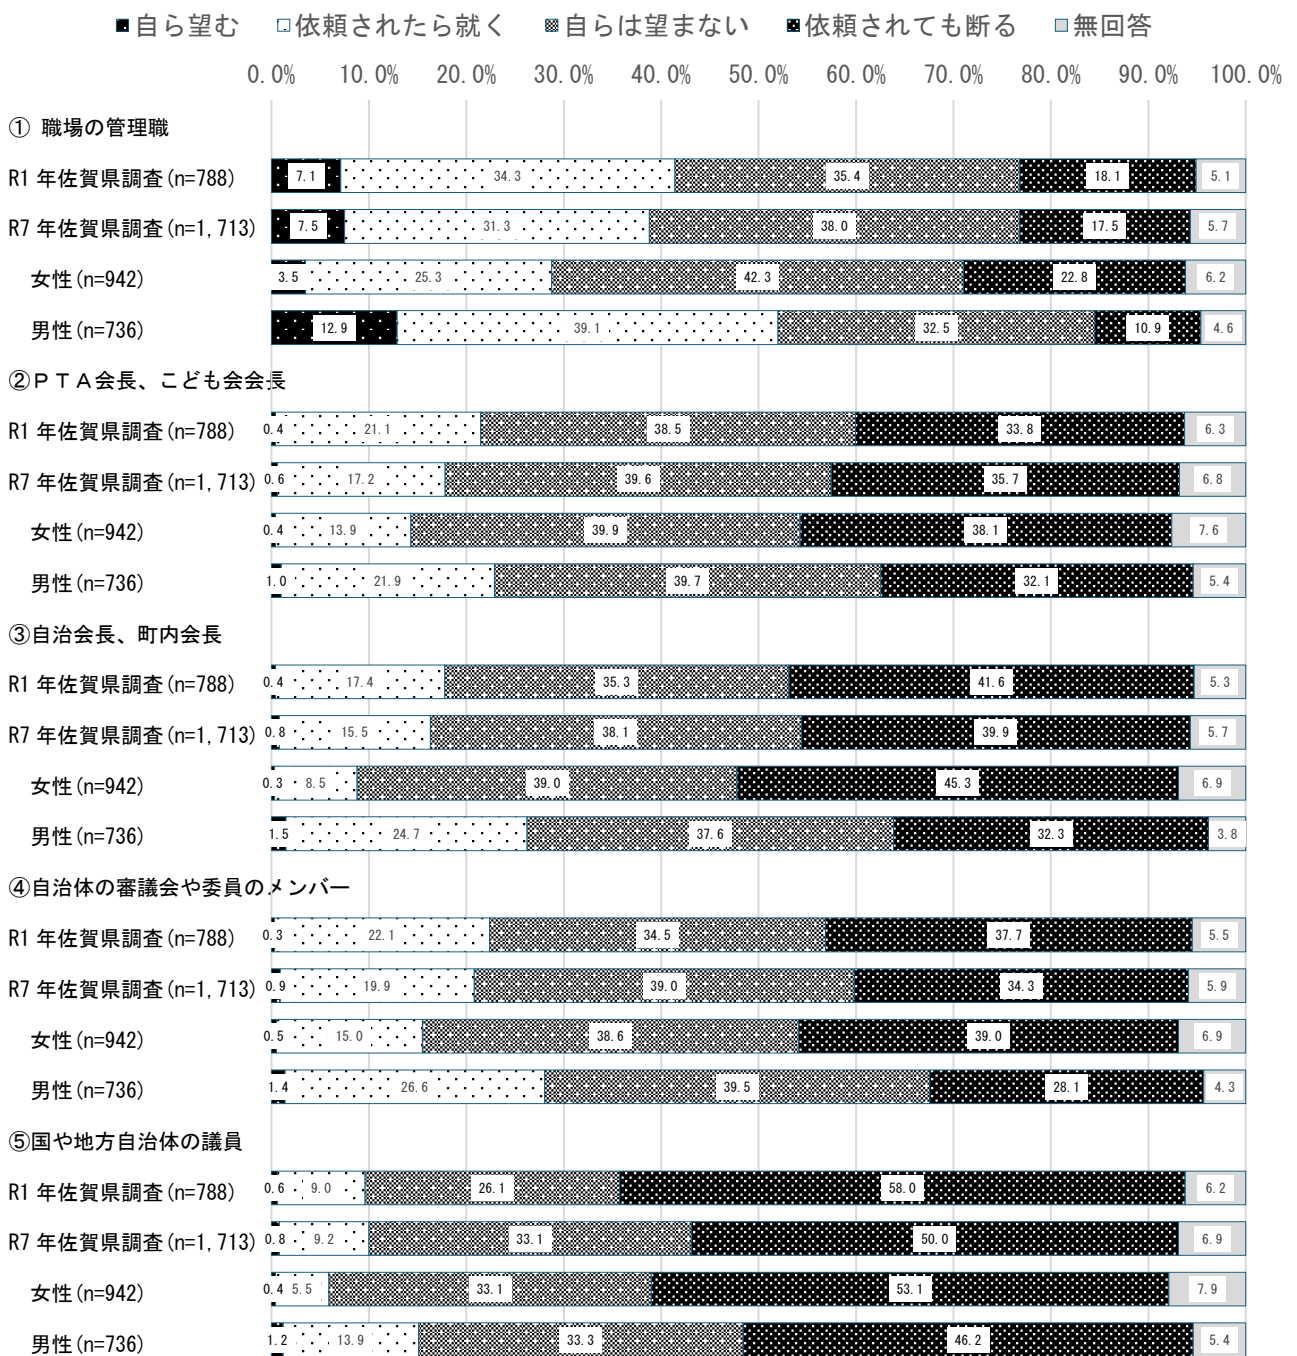 自ら望む 依頼されたら就く 自らは望まない 依頼されても断る 無回答
0.0% 10.0% 20.0% 30.0% 40.0% 50.0% 60.0% 70.0% 80.0% 90.0% 100.0%
① 職場の管理職
R1 年佐賀県調査(n=788) 7.1 34.3 35.4 18.1 5.1
R7 年佐賀県調査(n=1,713) 7.5 31.3 38.0 17.5 5.7
女性(n=942) 3.5 25.3 42.3 22.8 6.2
男性(n=736) 12.9 39.1 32.5 10.9 4.6
②ＰＴＡ会長、こども会会長
R1 年佐賀県調査(n=788) 0.4 21.1 38.5 33.8 6.3
R7 年佐賀県調査(n=1,713) 0.6 17.2 39.6 35.7 6.8
女性(n=942) 0.4 13.9 39.9 38.1 7.6
男性(n=736) 1.0 21.9 39.7 32.1 5.4
③自治会長、町内会長
R1 年佐賀県調査(n=788) 0.4 17.4 35.3 41.6 5.3
R7 年佐賀県調査(n=1,713) 0.8 15.5 38.1 39.9 5.7
女性(n=942) 0.3 8.5 39.0 45.3 6.9
男性(n=736) 1.5 24.7 37.6 32.3 3.8
④自治体の審議会や委員のメンバー
R1 年佐賀県調査(n=788) 0.3 22.1 34.5 37.7 5.5
R7 年佐賀県調査(n=1,713) 0.9 19.9 39.0 34.3 5.9
女性(n=942) 0.5 15.0 38.6 39.0 6.9
男性(n=736) 1.4 26.6 39.5 28.1 4.3
⑤国や地方自治体の議員
R1 年佐賀県調査(n=788) 0.6 9.0 26.1 58.0 6.2
R7 年佐賀県調査(n=1,713) 0.8 9.2 33.1 50.0 6.9
女性(n=942) 0.4 5.5 33.1 53.1 7.9
男性(n=736) 1.2 13.9 33.3 46.2 5.4